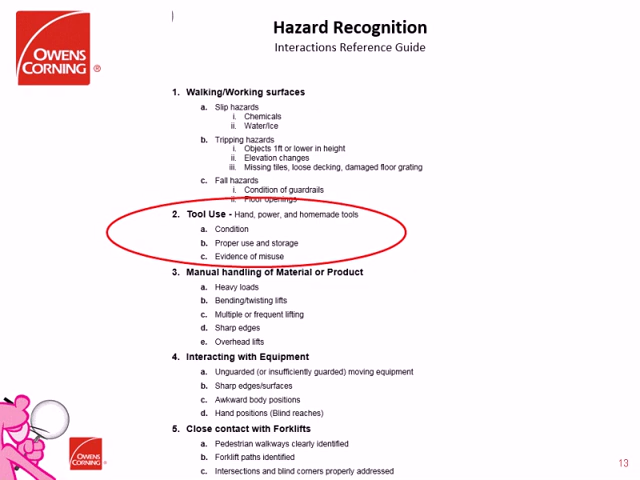 OWENS
CORNING
®
)
Hazard Recognition
Interactions Reference Guide
1. Walking/Working surfaces
a. Slip hazards
i. Chemicals
ii. Water/Ice
b. Tripping hazards
i. Objects 1ft or lower in height
ii. Elevation changes
iii. Missing tiles, loose decking, damaged floor grating
c. Fall hazards
i. Condition of guardrails
ii. Floor openings
2. Tool Use - Hand, power, and homemade tools
a. Condition
b. Proper use and storage
c. Evidence of misuse
3. Manual handling of Material or Product
a. Heavy loads
b. Bending/twisting lifts
c. Multiple or frequent lifting
d. Sharp edges
e. Overhead lifts
4. Interacting with Equipment
a. Unguarded (or insufficiently guarded) moving equipment
b. Sharp edges/surfaces
c. Awkward body positions
d. Hand positions (Blind reaches)
5. Close contact with Forklifts
a. Pedestrian walkways clearly identified
b. Forklift paths identified
c. Intersections and blind corners properly addressed
OWENS
CORNING
13